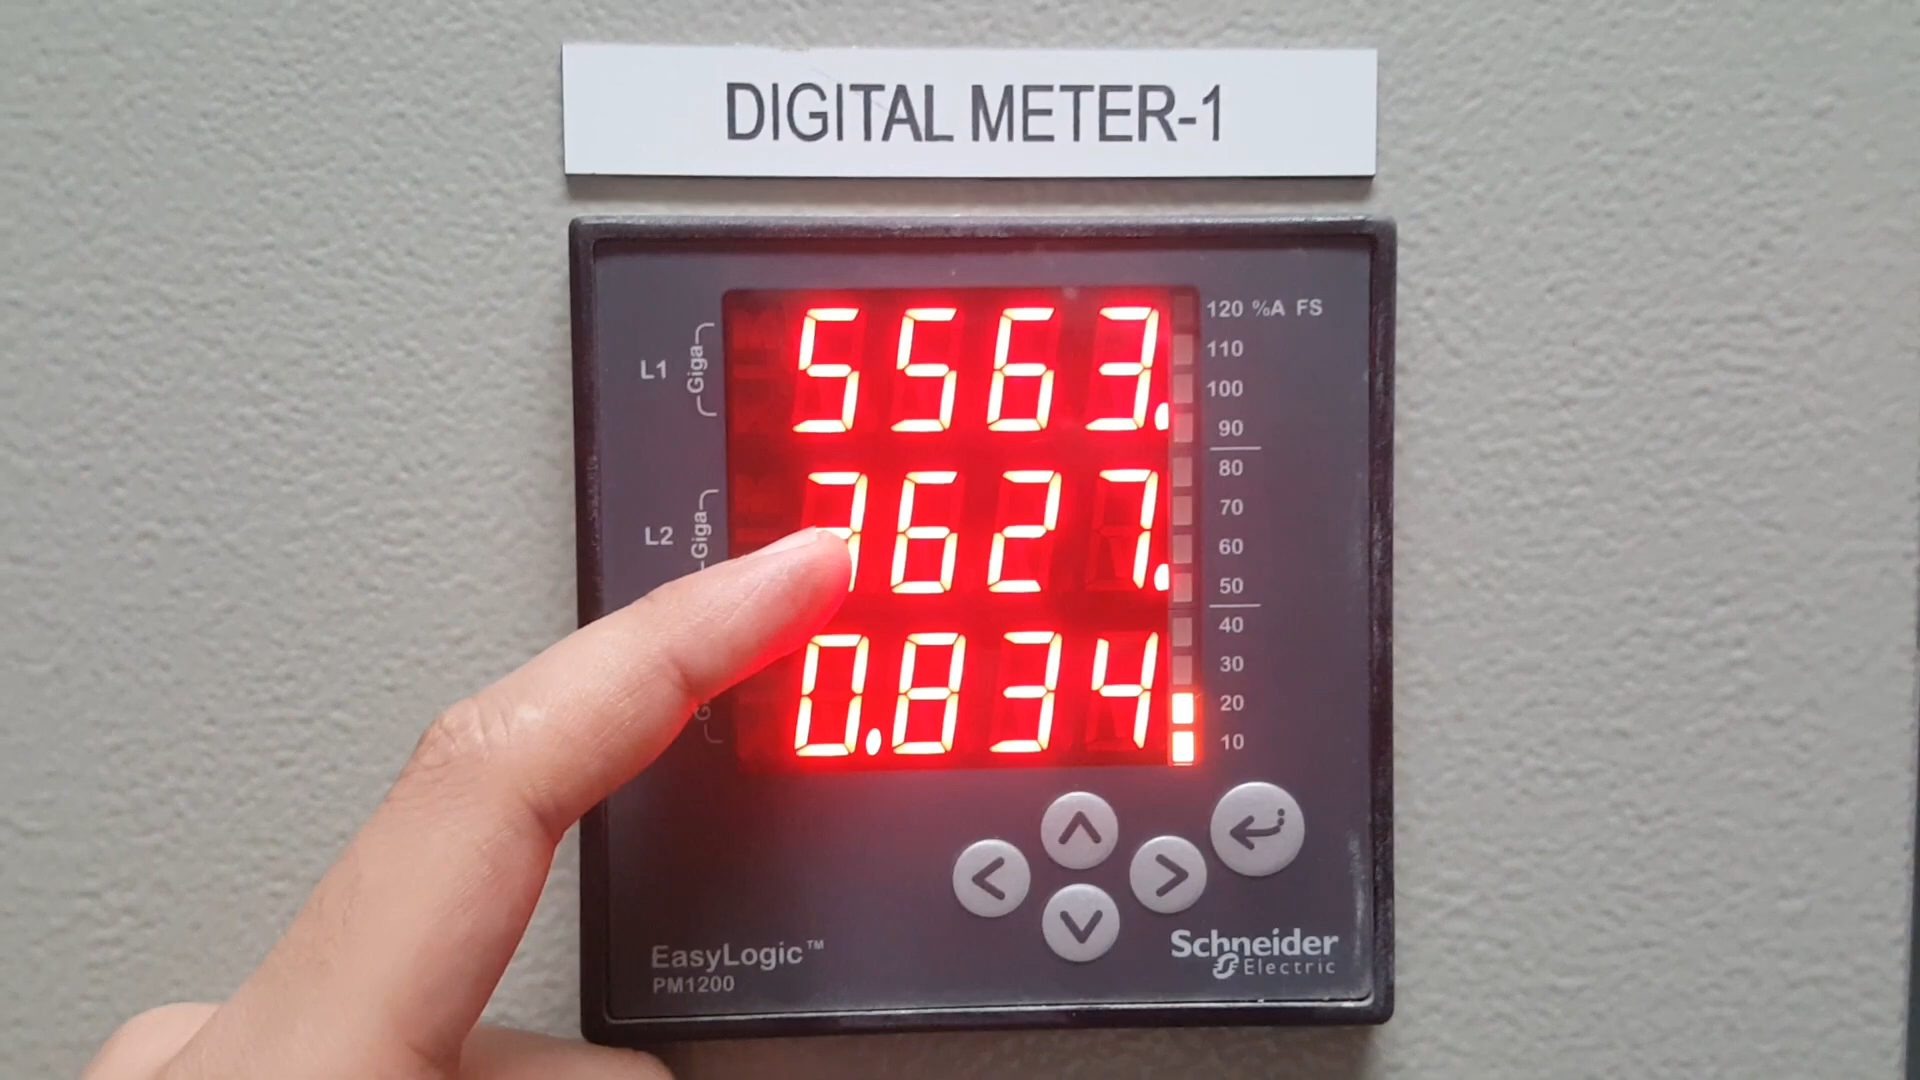 DIGITAL METER-1
5563.
3627.
0.834
L1
Giga
L2
Giga
120 %A FS
110
100
90
80
70
60
50
40
30
20
10
EasyLogic™
PM1200
Schneider
Electric